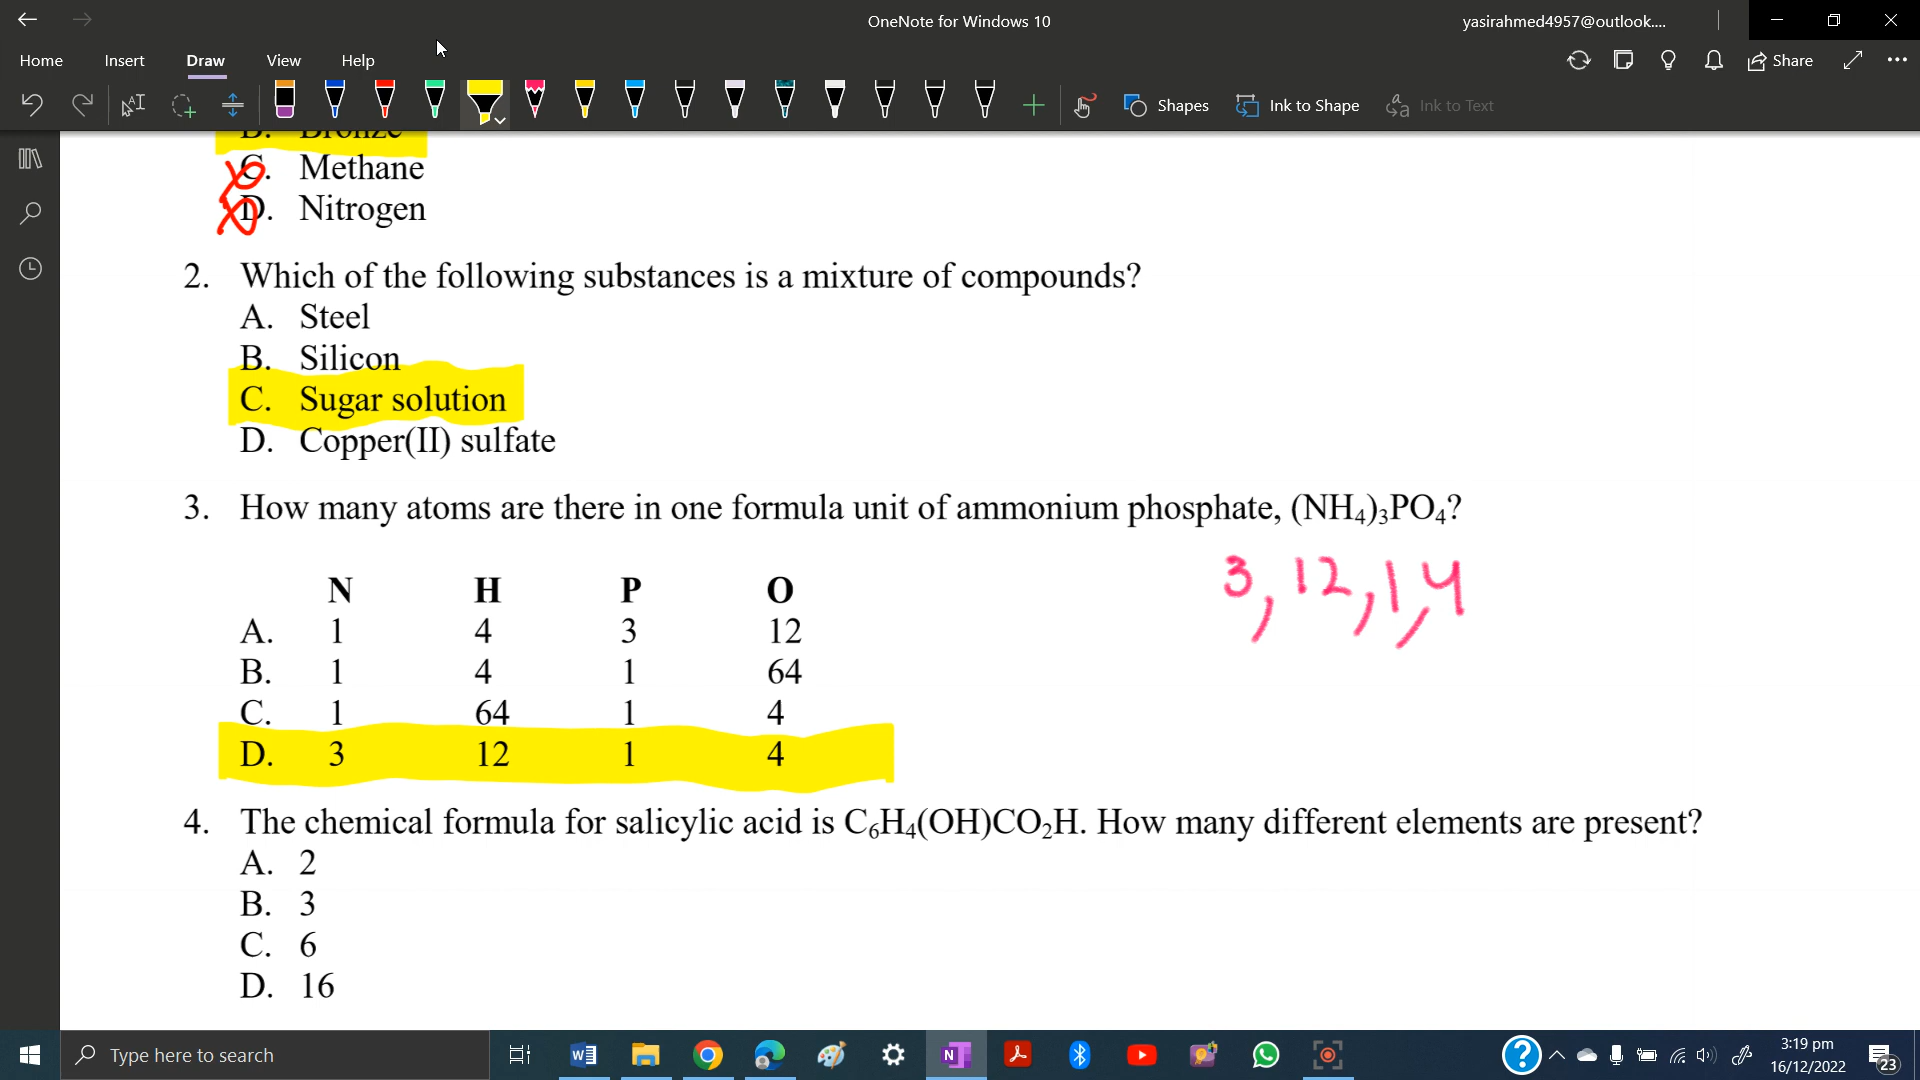 OneNote for Windows 10
yasirahmed4957@outlook....
Home Insert Draw View Help
Share
Shapes Ink to Shape Ink to Text
B. Bronze
C. Methane
D. Nitrogen
2. Which of the following substances is a mixture of compounds?
A. Steel
B. Silicon
C. Sugar solution
D. Copper(II) sulfate
3. How many atoms are there in one formula unit of ammonium phosphate, (NH₄)₃PO₄?
3, 12, 1, 4
N H P O
A. 1 4 3 12
B. 1 4 1 64
C. 1 64 1 4
D. 3 12 1 4
4. The chemical formula for salicylic acid is C₆H₄(OH)CO₂H. How many different elements are present?
A. 2
B. 3
C. 6
D. 16
Type here to search
3:19 pm
16/12/2022
23